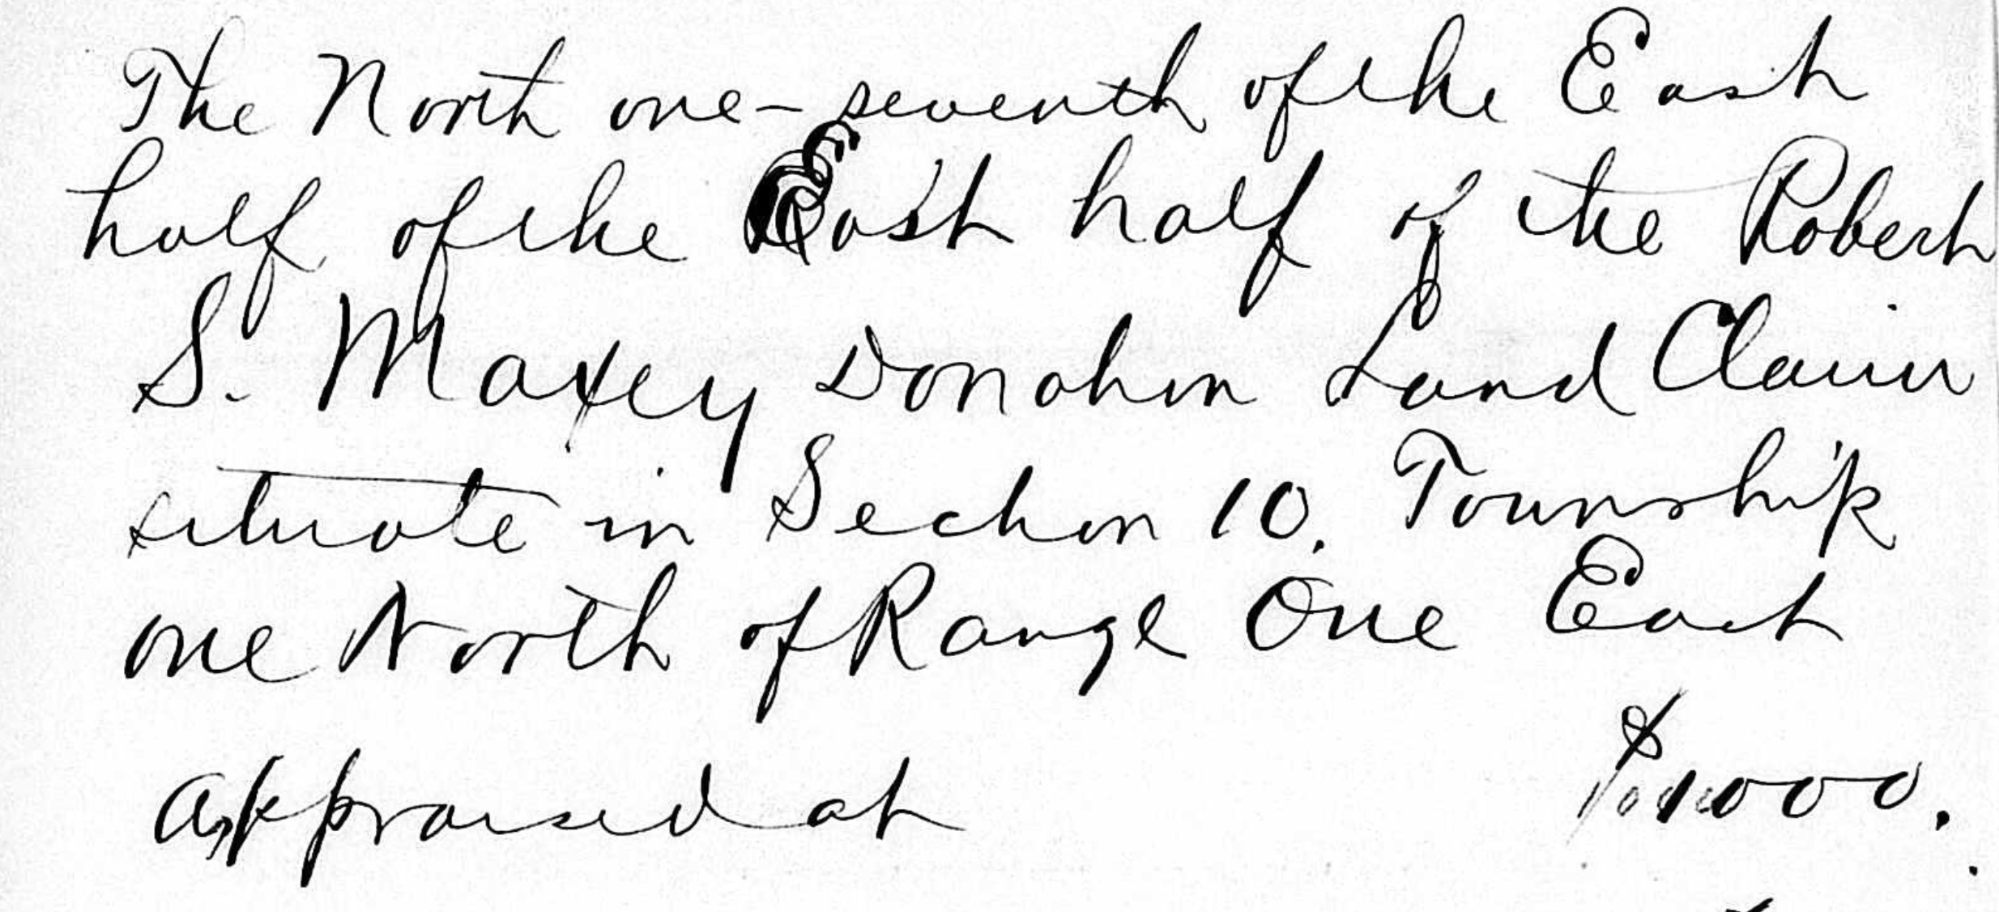 The North one-seventh of the East
half of the East half of the Robert
S. Maxey Donation Land Claim
situate in Section 10, Township
one North of Range One East
Appraised at $1000.